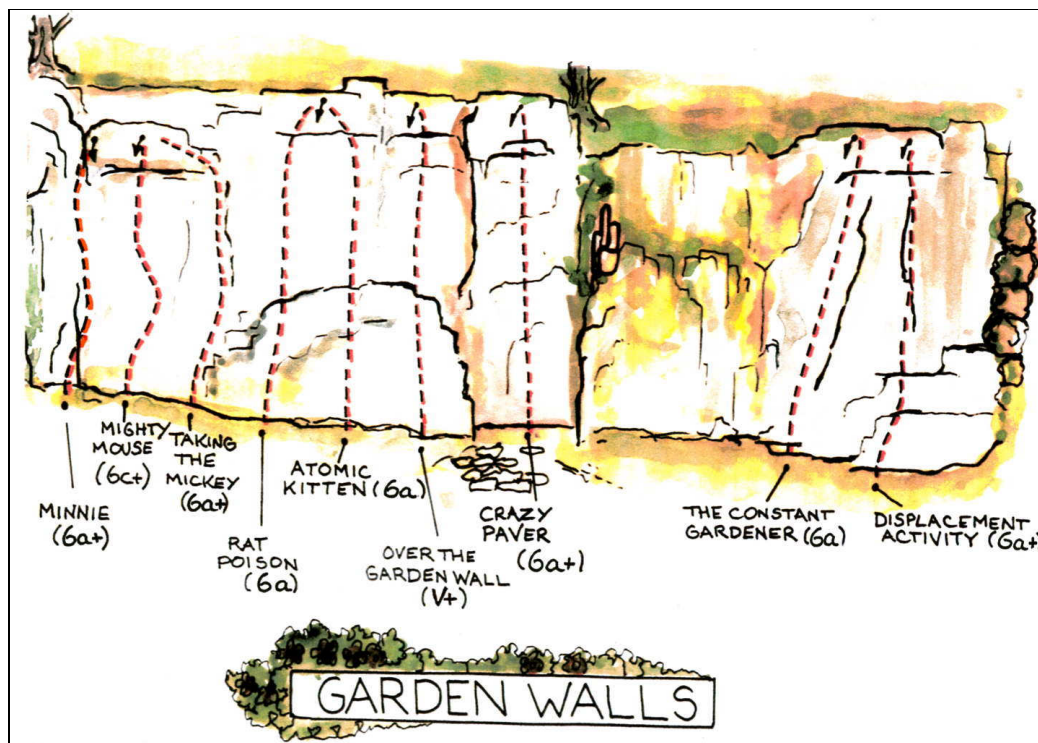 MINNIE
(6a+)
MIGHTY
MOUSE
(6c+)
TAKING
THE
MICKEY
(6a+)
RAT
POISON
(6a)
ATOMIC
KITTEN (6a)
OVER THE
GARDEN WALL
(V+)
CRAZY
PAVER
(6a+)
THE CONSTANT
GARDENER (6a)
DISPLACEMENT
ACTIVITY (6a+)
GARDEN WALLS